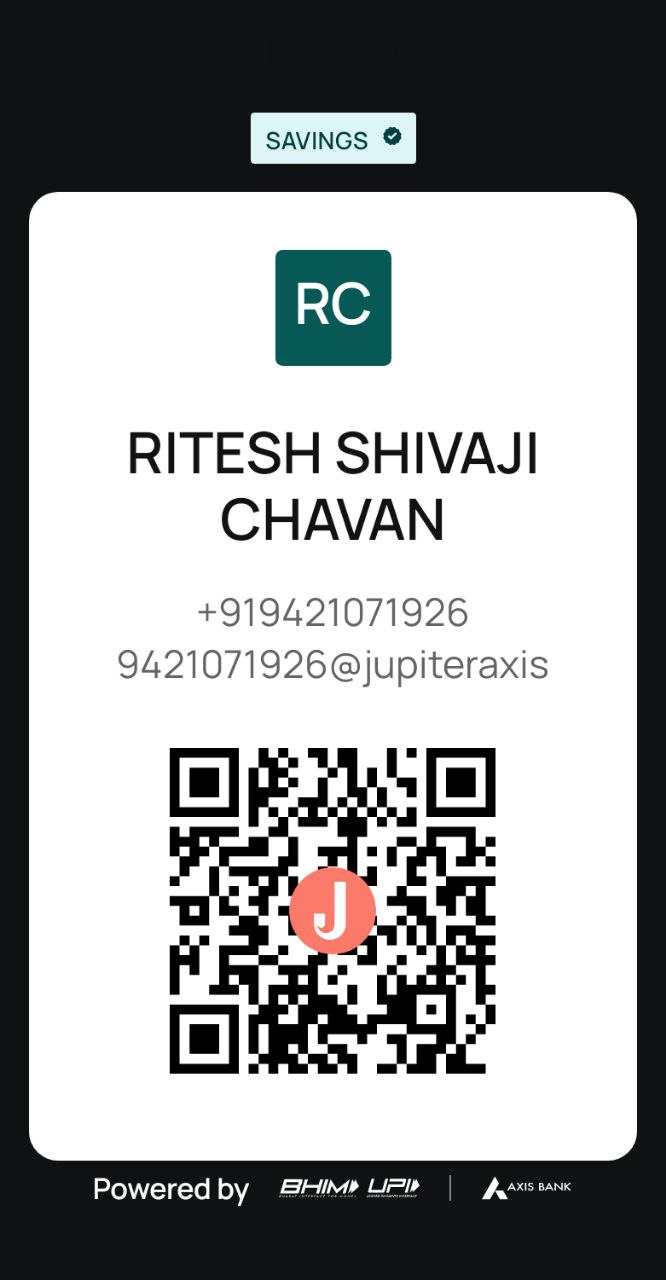 SAVINGS
RC
RITESH SHIVAJI
CHAVAN
+919421071926
9421071926@jupiteraxis
J
Powered by BHIM UPI | AXIS BANK